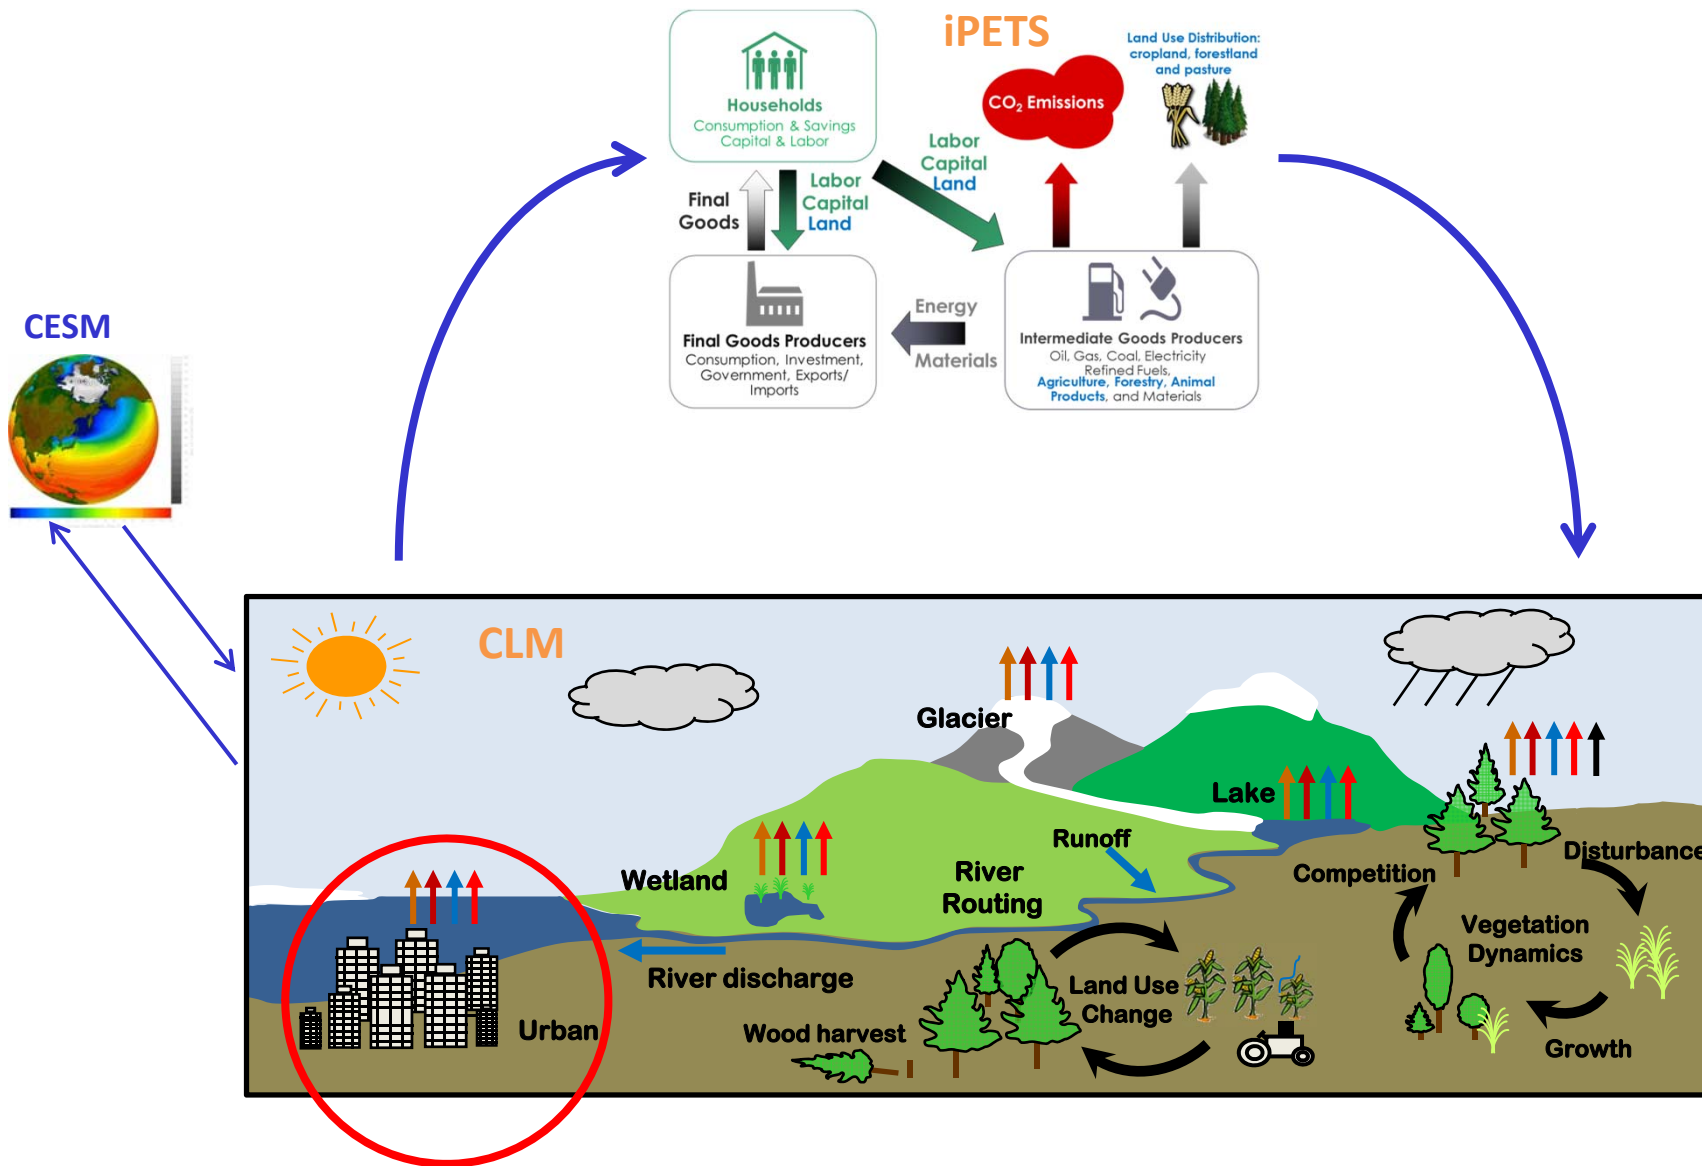 iPETS
Land Use Distribution:
cropland, forestland
and pasture
CO₂ Emissions
Households
Consumption & Savings
Capital & Labor
Labor
Capital
Land
Final
Goods
Labor
Capital
Land
Energy
Materials
Final Goods Producers
Consumption, Investment,
Government, Exports/
Imports
Intermediate Goods Producers
Oil, Gas, Coal, Electricity
Refined Fuels,
Agriculture, Forestry, Animal
Products, and Materials
CESM
CLM
Glacier
Lake
Runoff
Wetland
River
Routing
Competition
Disturbance
Vegetation
Dynamics
River discharge
Land Use
Change
Urban
Wood harvest
Growth